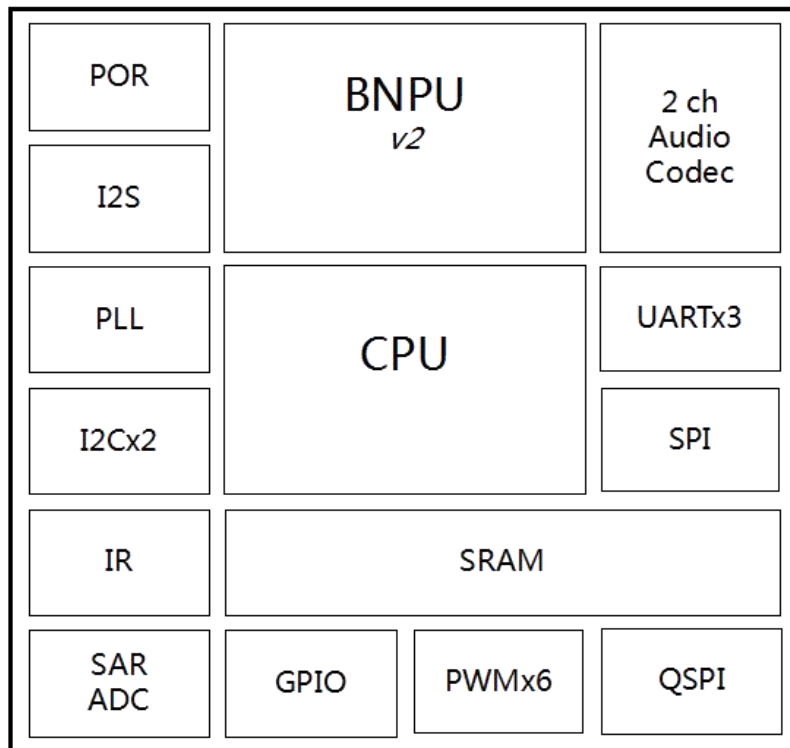 POR
BNPU
v2
2 ch
Audio
Codec
I2S
PLL
CPU
UARTx3
I2Cx2
SPI
IR
SRAM
SAR
ADC
GPIO
PWMx6
QSPI